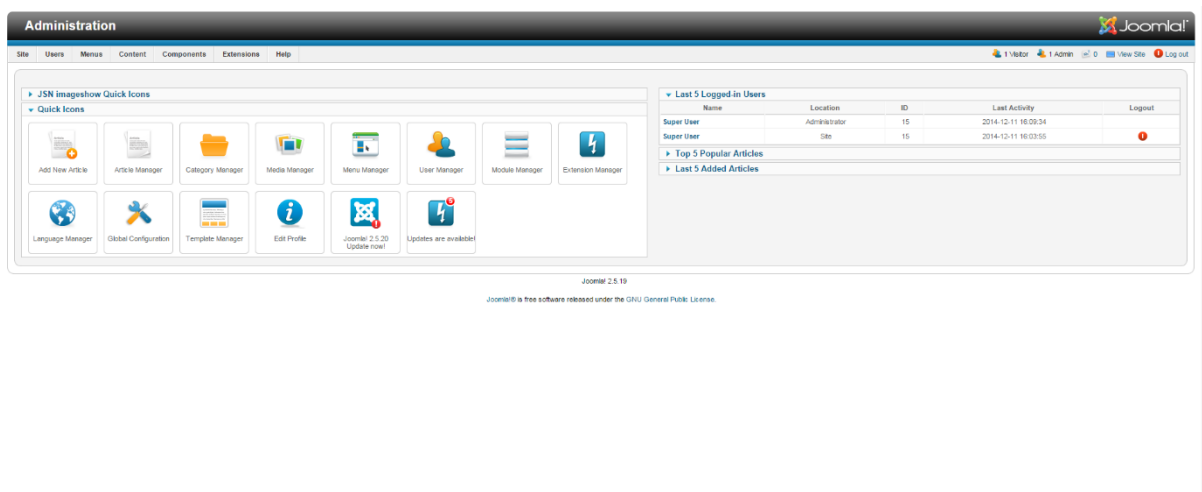 Administration
Joomla!
Site Users Menus Content Components Extensions Help
1 Visitor 1 Admin 0 View Site Log out
JSN imageshow Quick Icons
Quick Icons
Add New Article Article Manager Category Manager Media Manager Menu Manager User Manager Module Manager Extension Manager
Language Manager Global Configuration Template Manager Edit Profile Joomla! 2.5.20 Updates are available!
Update now!
Last 5 Logged-in Users
Name Location ID Last Activity Logout
Super User Administrator 15 2014-12-11 16:09:34
Super User Site 15 2014-12-11 16:03:55
Top 5 Popular Articles
Last 5 Added Articles
Joomla! 2.5.19
Joomla!® is free software released under the GNU General Public License.